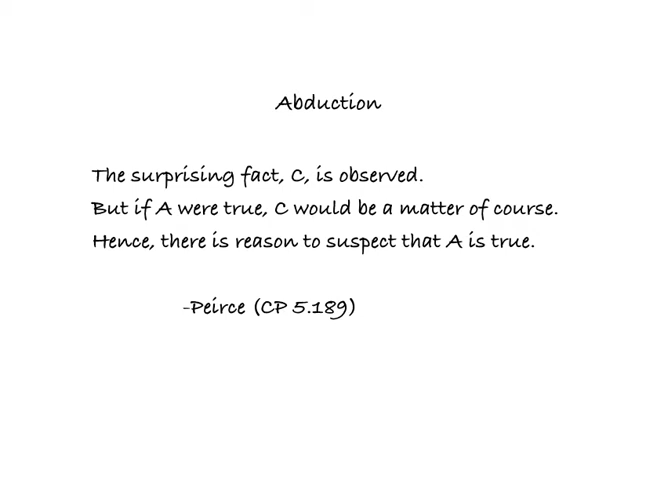 Abduction
The surprising fact, C, is observed.
But if A were true, C would be a matter of course.
Hence, there is reason to suspect that A is true.
-Peirce (CP 5.189)